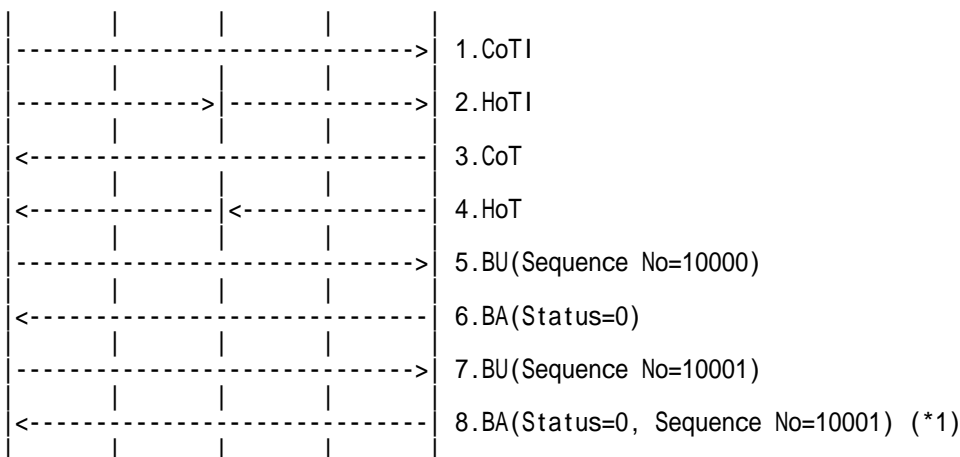 |       |       |       |       |
|------------------------------>| 1.CoTI
|       |       |       |       |
|-------------->|-------------->| 2.HoTI
|       |       |       |       |
|<------------------------------| 3.CoT
|       |       |       |       |
|<--------------|<--------------| 4.HoT
|       |       |       |       |
|------------------------------>| 5.BU(Sequence No=10000)
|       |       |       |       |
|<------------------------------| 6.BA(Status=0)
|       |       |       |       |
|------------------------------>| 7.BU(Sequence No=10001)
|       |       |       |       |
|<------------------------------| 8.BA(Status=0, Sequence No=10001) (*1)
|       |       |       |       |